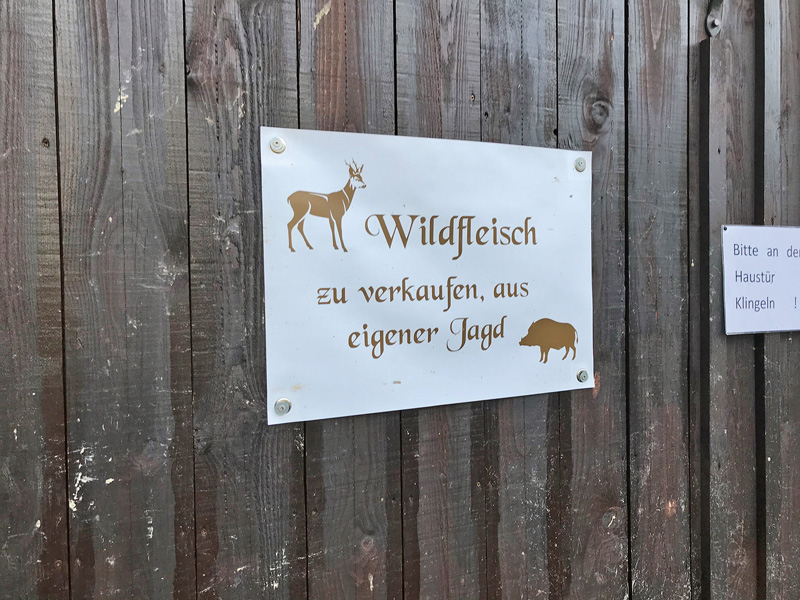 Wildfleisch
zu verkaufen, aus
eigener Jagd
Bitte an der
Haustür
Klingeln !